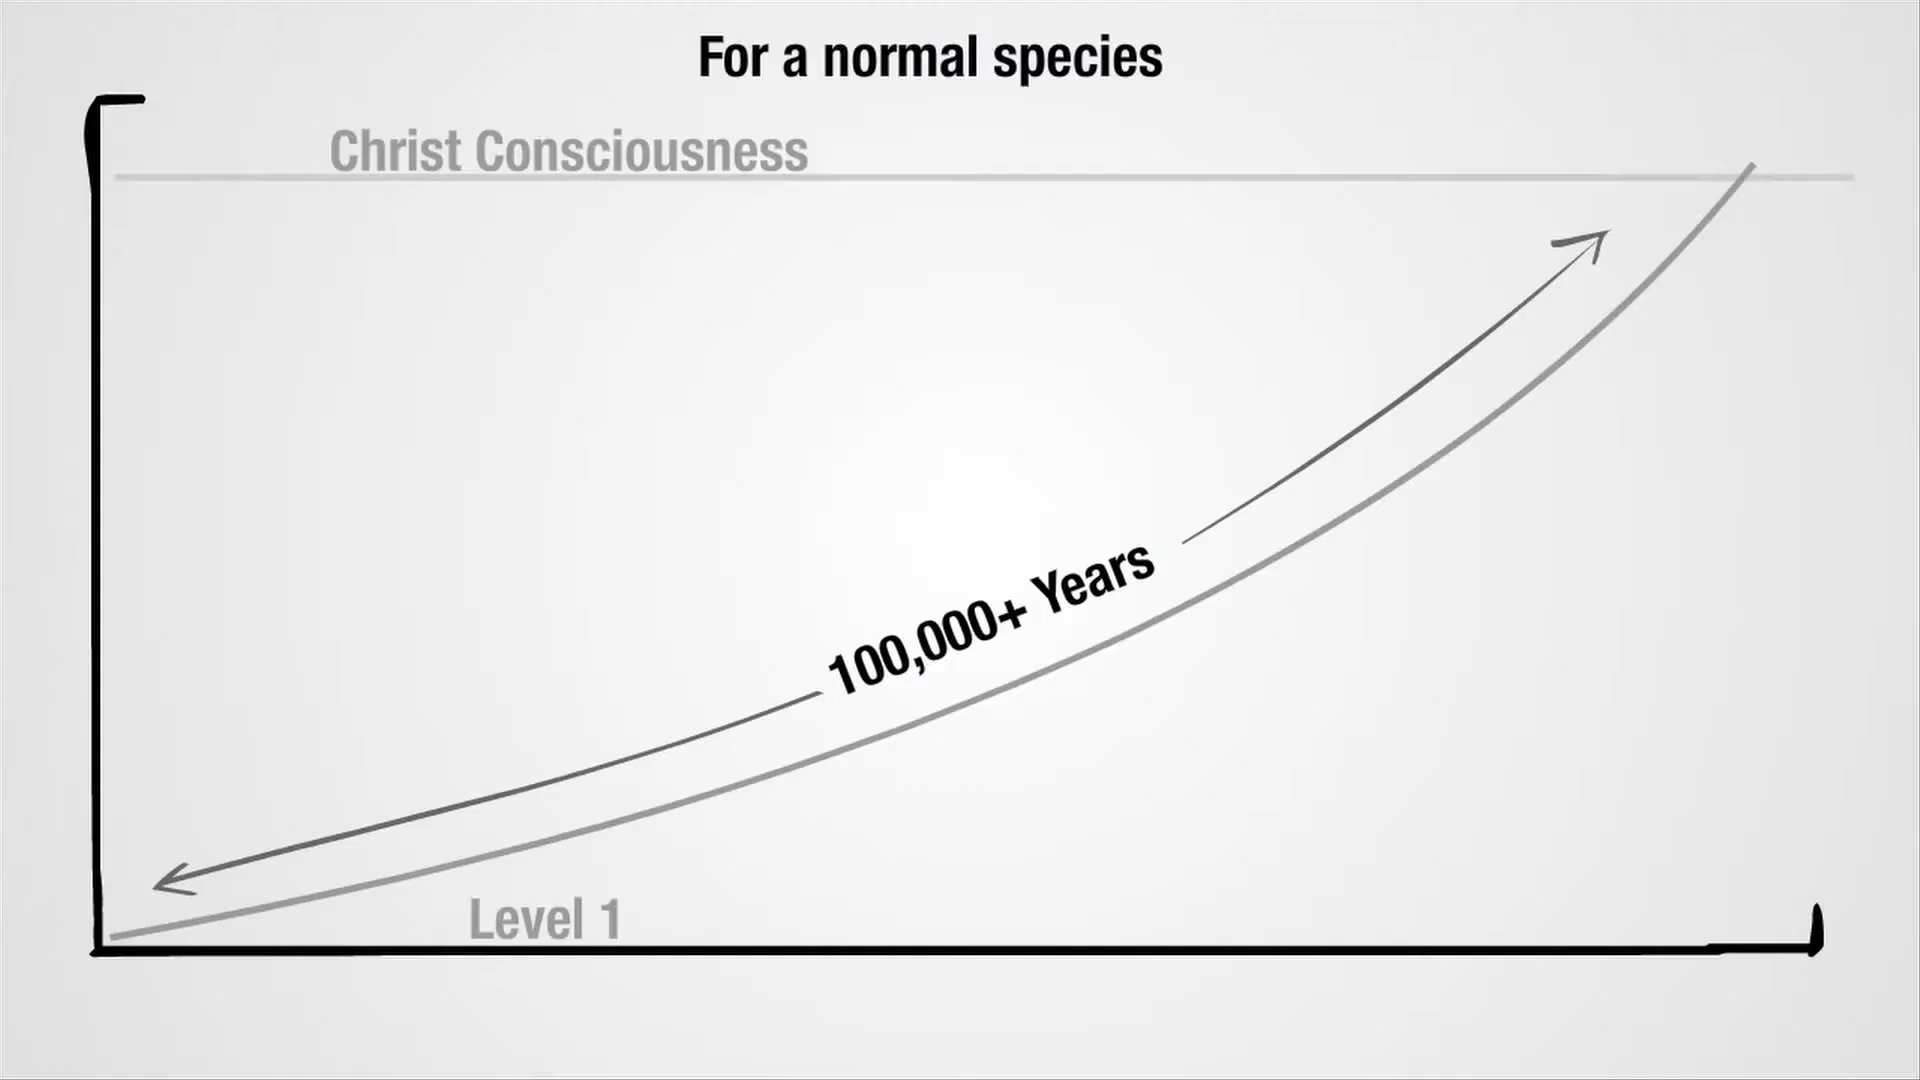 For a normal species
Christ Consciousness
100,000+ Years
Level 1